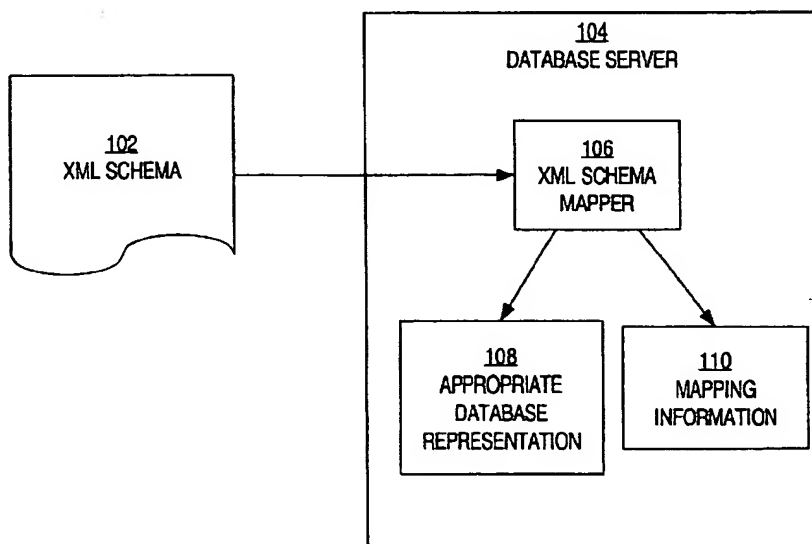 104
DATABASE SERVER
102
XML SCHEMA
106
XML SCHEMA
MAPPER
108
APPROPRIATE
DATABASE
REPRESENTATION
110
MAPPING
INFORMATION